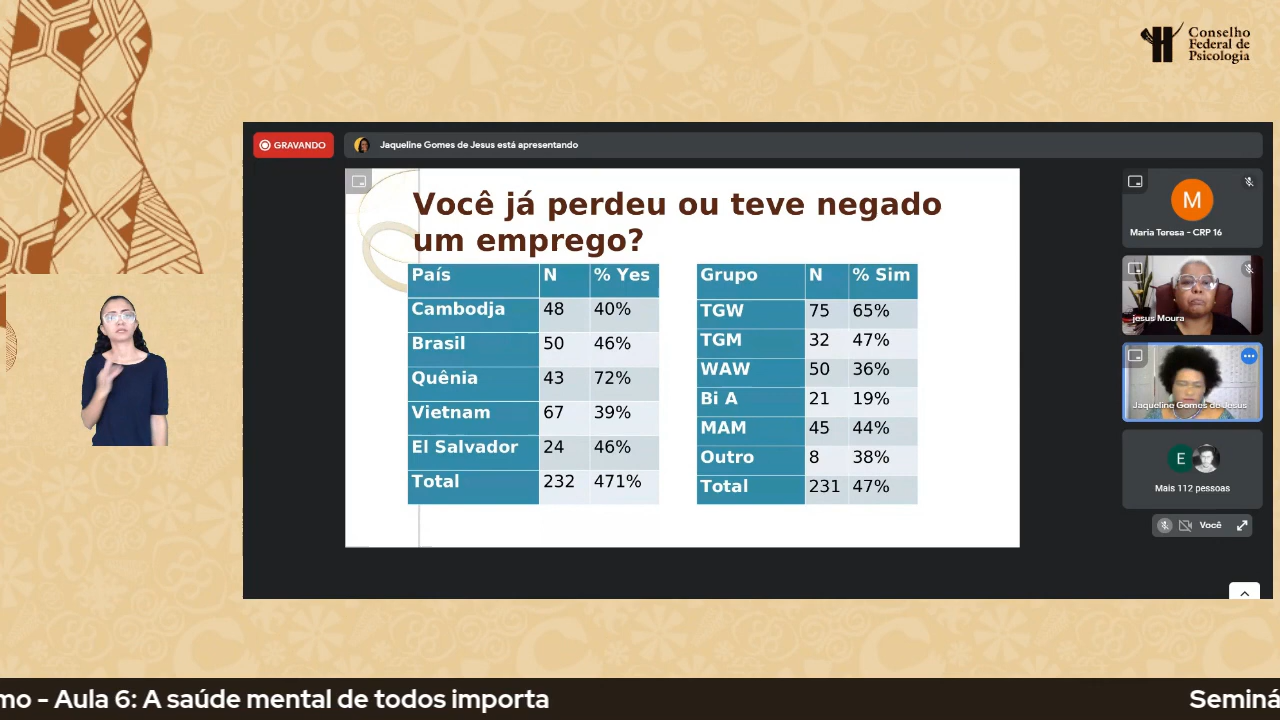 Conselho
Federal de
Psicologia
GRAVANDO
Jaqueline Gomes de Jesus está apresentando
Você já perdeu ou teve negado
um emprego?
País N % Yes
Cambodja 48 40%
Brasil 50 46%
Quênia 43 72%
Vietnam 67 39%
El Salvador 24 46%
Total 232 471%
Grupo N % Sim
TGW 75 65%
TGM 32 47%
WAW 50 36%
Bi A 21 19%
MAM 45 44%
Outro 8 38%
Total 231 47%
M
Maria Teresa - CRP 16
jesus Moura
Jaqueline Gomes de Jesus
E
Mais 112 pessoas
Você
mo - Aula 6: A saúde mental de todos importa
Seminá